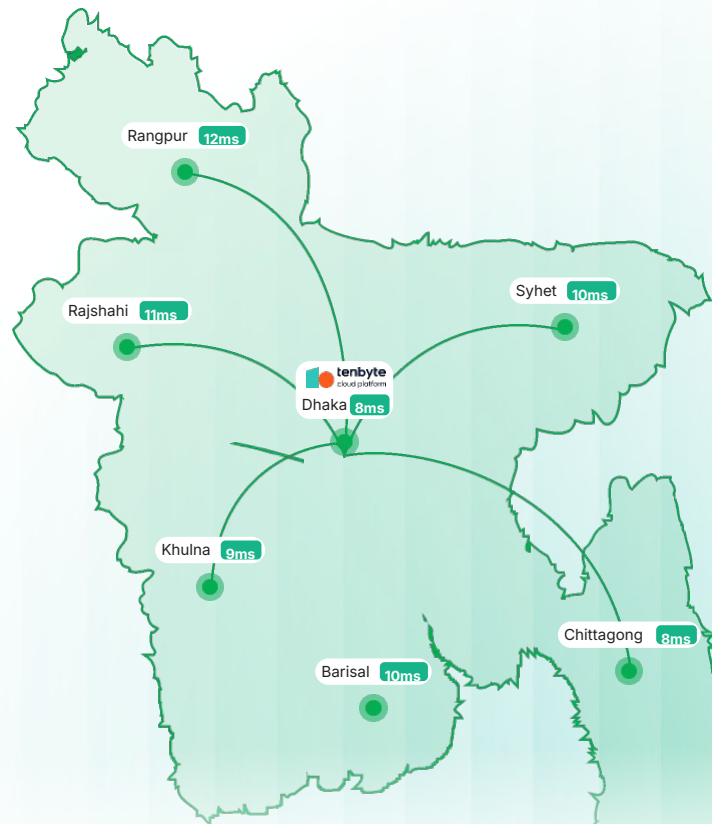 Rangpur 12ms
Syhet 10ms
Rajshahi 11ms
tenbyte
cloud platform
Dhaka 8ms
Khulna 9ms
Chittagong 8ms
Barisal 10ms